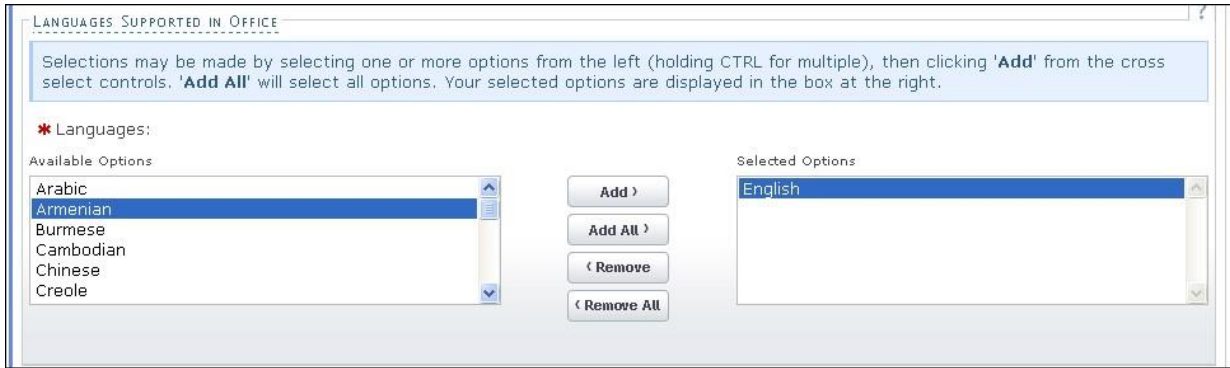 Languages Supported in Office
?
Selections may be made by selecting one or more options from the left (holding CTRL for multiple), then clicking 'Add' from the cross
select controls. 'Add All' will select all options. Your selected options are displayed in the box at the right.
* Languages:
Available Options
Arabic
Armenian
Burmese
Cambodian
Chinese
Creole
Add ›
Add All ›
‹ Remove
‹ Remove All
Selected Options
English